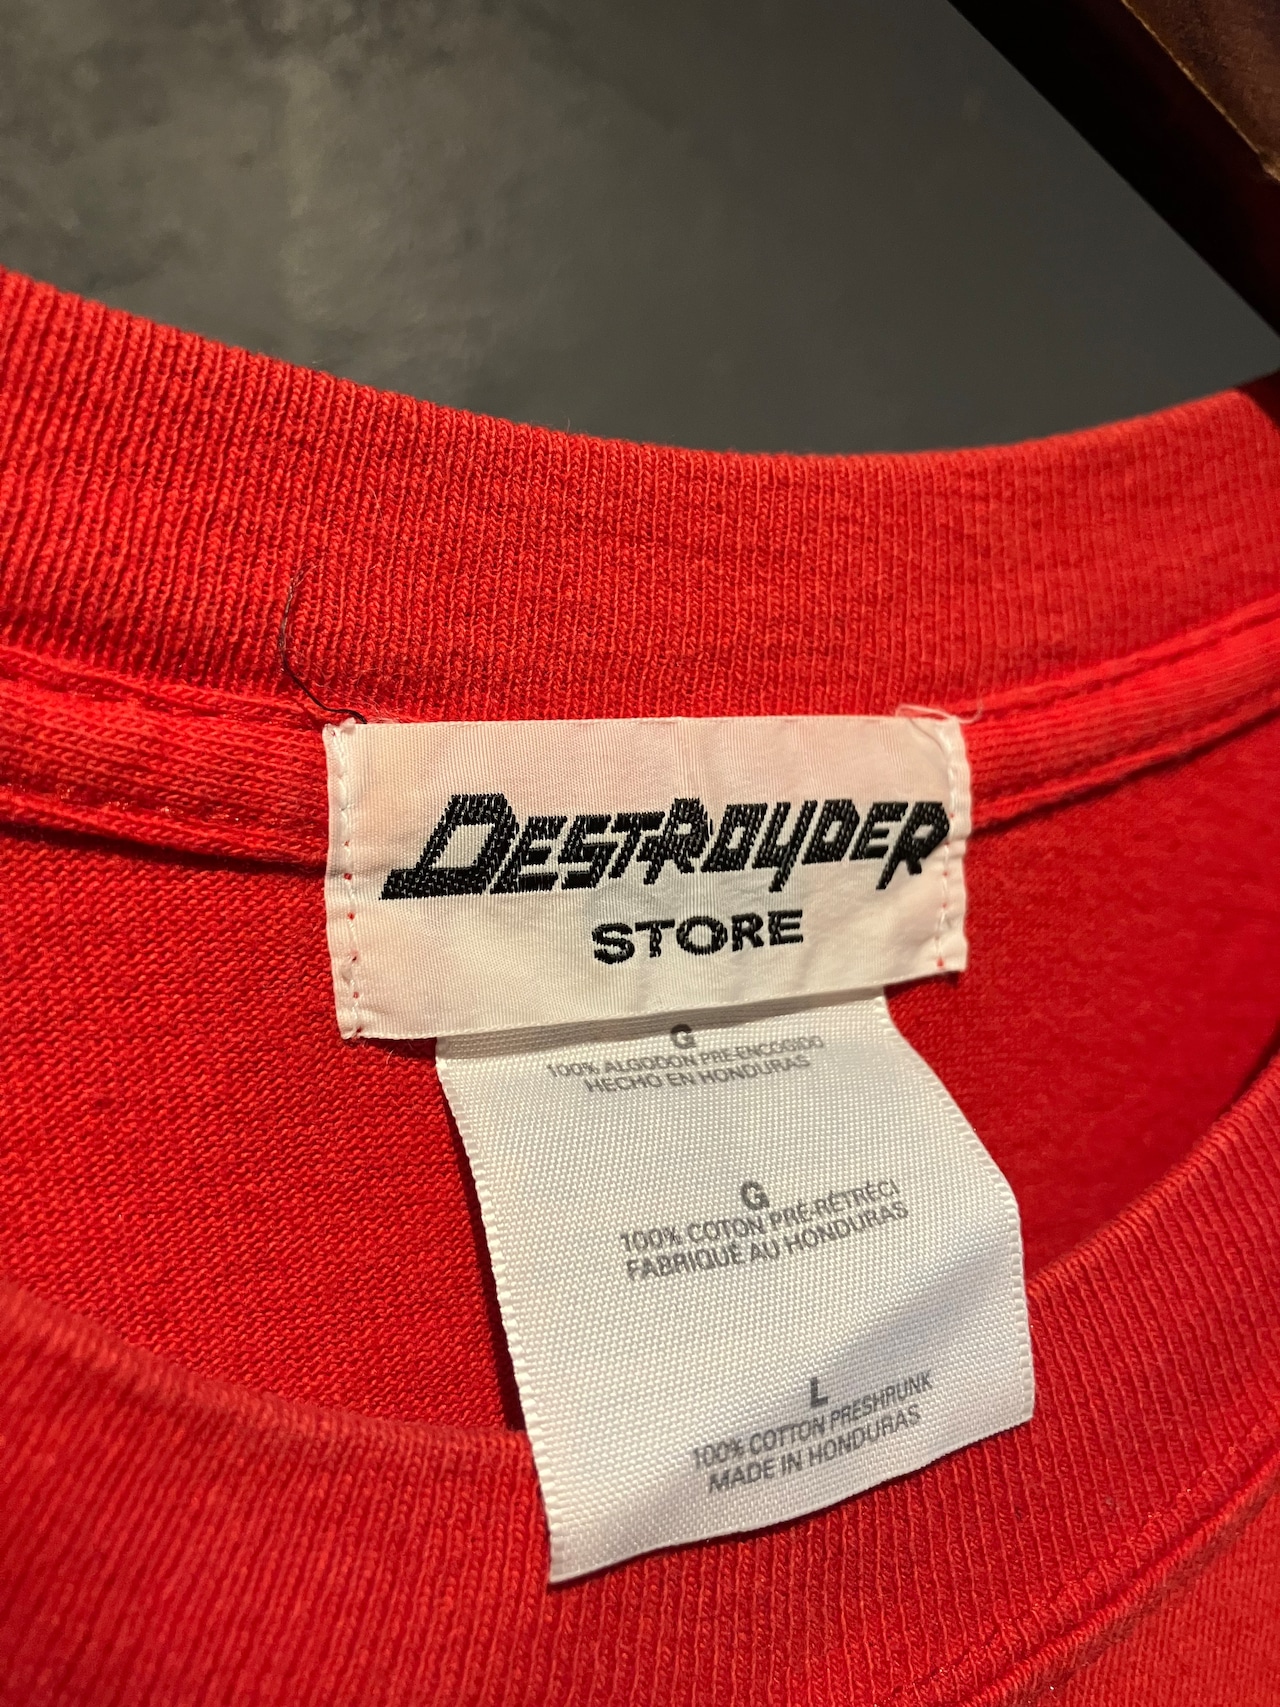 DESTROYDER
STORE
G
100% ALGODON PRE-ENCOGIDO
HECHO EN HONDURAS
G
100% COTON PRÉ-RÉTRÉCI
FABRIQUÉ AU HONDURAS
L
100% COTTON PRESHRUNK
MADE IN HONDURAS